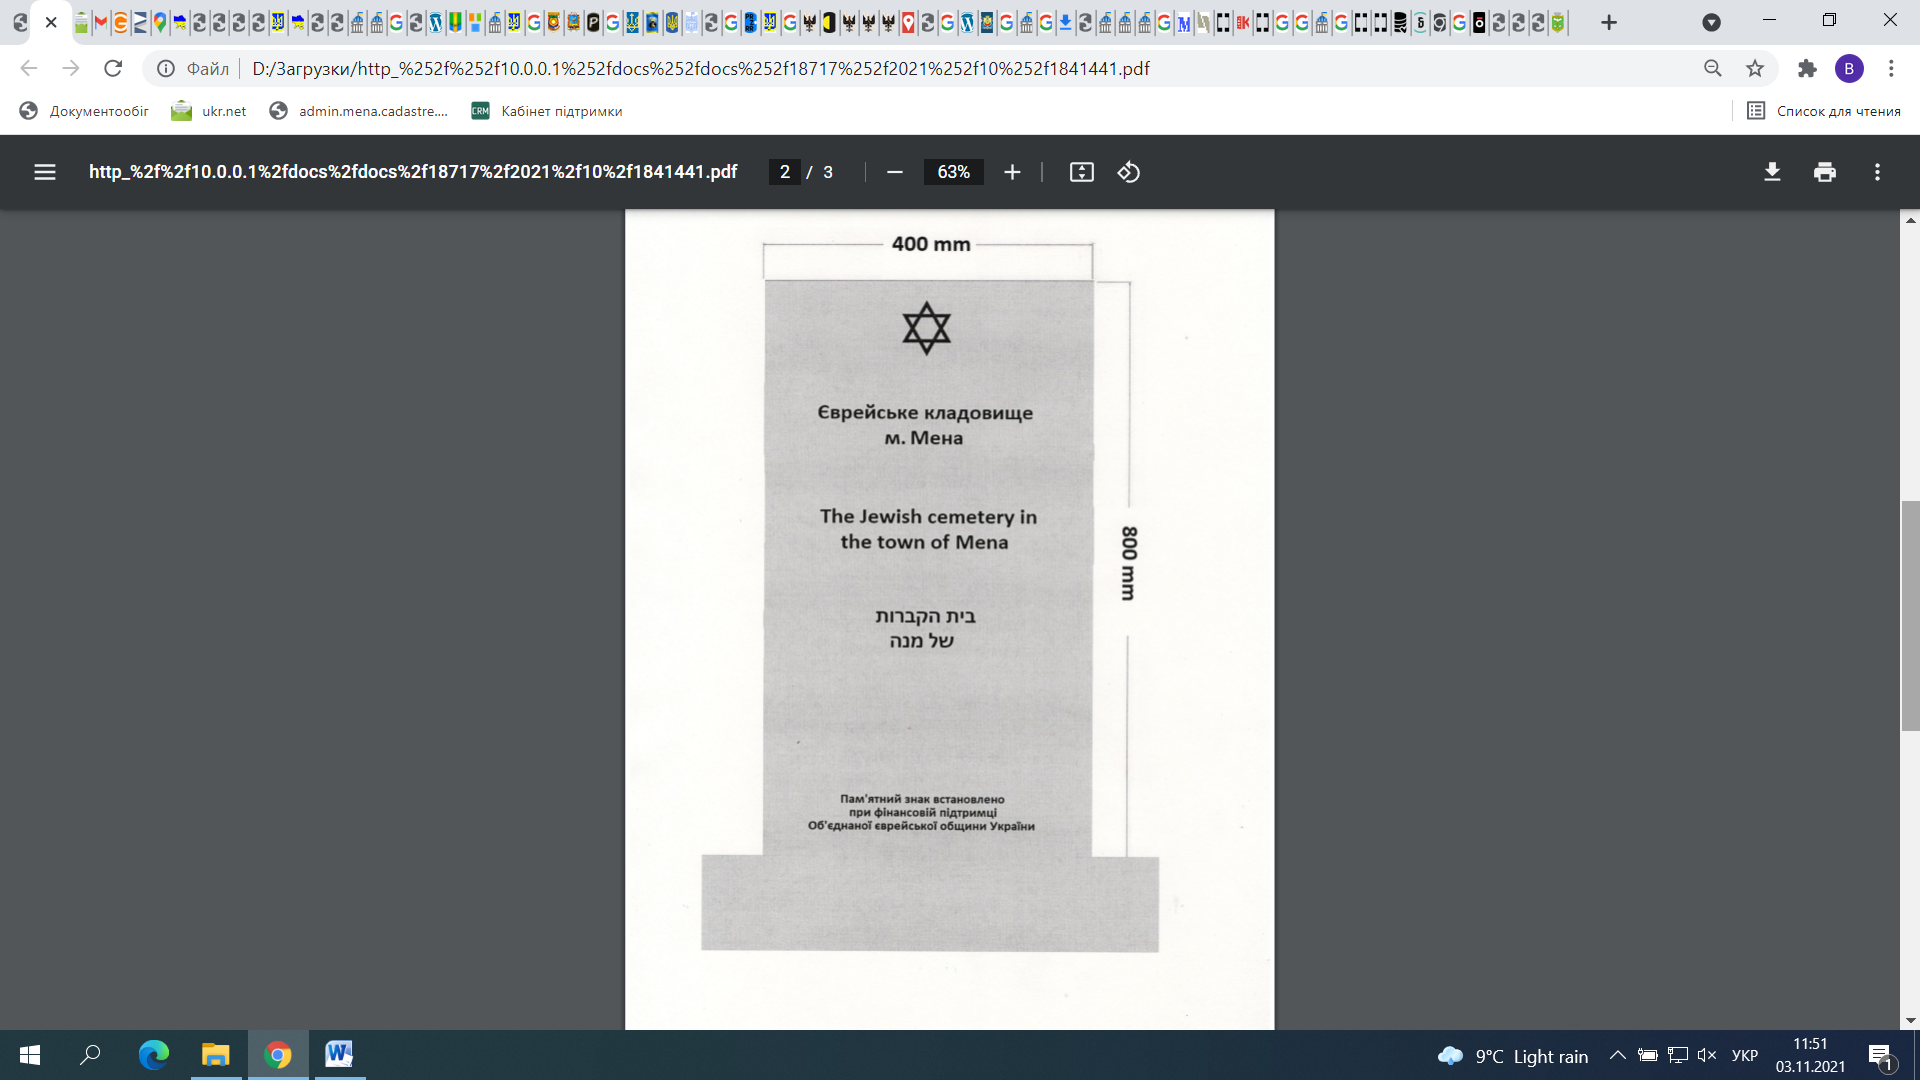 Файл
D:/Загрузки/http_%252f%252f10.0.0.1%252fdocs%252fdocs%252f18717%252f2021%252f10%252f1841441.pdf
B
Документообіг
ukr.net
admin.mena.cadastre....
CRM
Кабінет підтримки
Список для чтения
http_%2f%2f10.0.0.1%2fdocs%2fdocs%2f18717%2f2021%2f10%2f1841441.pdf
2 / 3
63%
400 mm
Єврейське кладовище
м. Мена
The Jewish cemetery in
the town of Mena
800 mm
בית הקברות
של מנה
Пам'ятний знак встановлено
при фінансовій підтримці
Об'єднаної єврейської общини України
9°C Light rain
УКР
11:51
03.11.2021
1